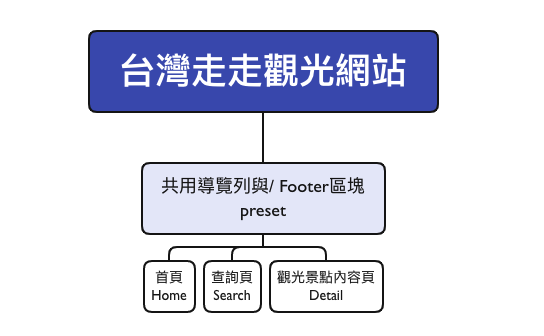 台灣走走觀光網站
共用導覽列與/ Footer區塊
preset
首頁
Home
查詢頁
Search
觀光景點內容頁
Detail